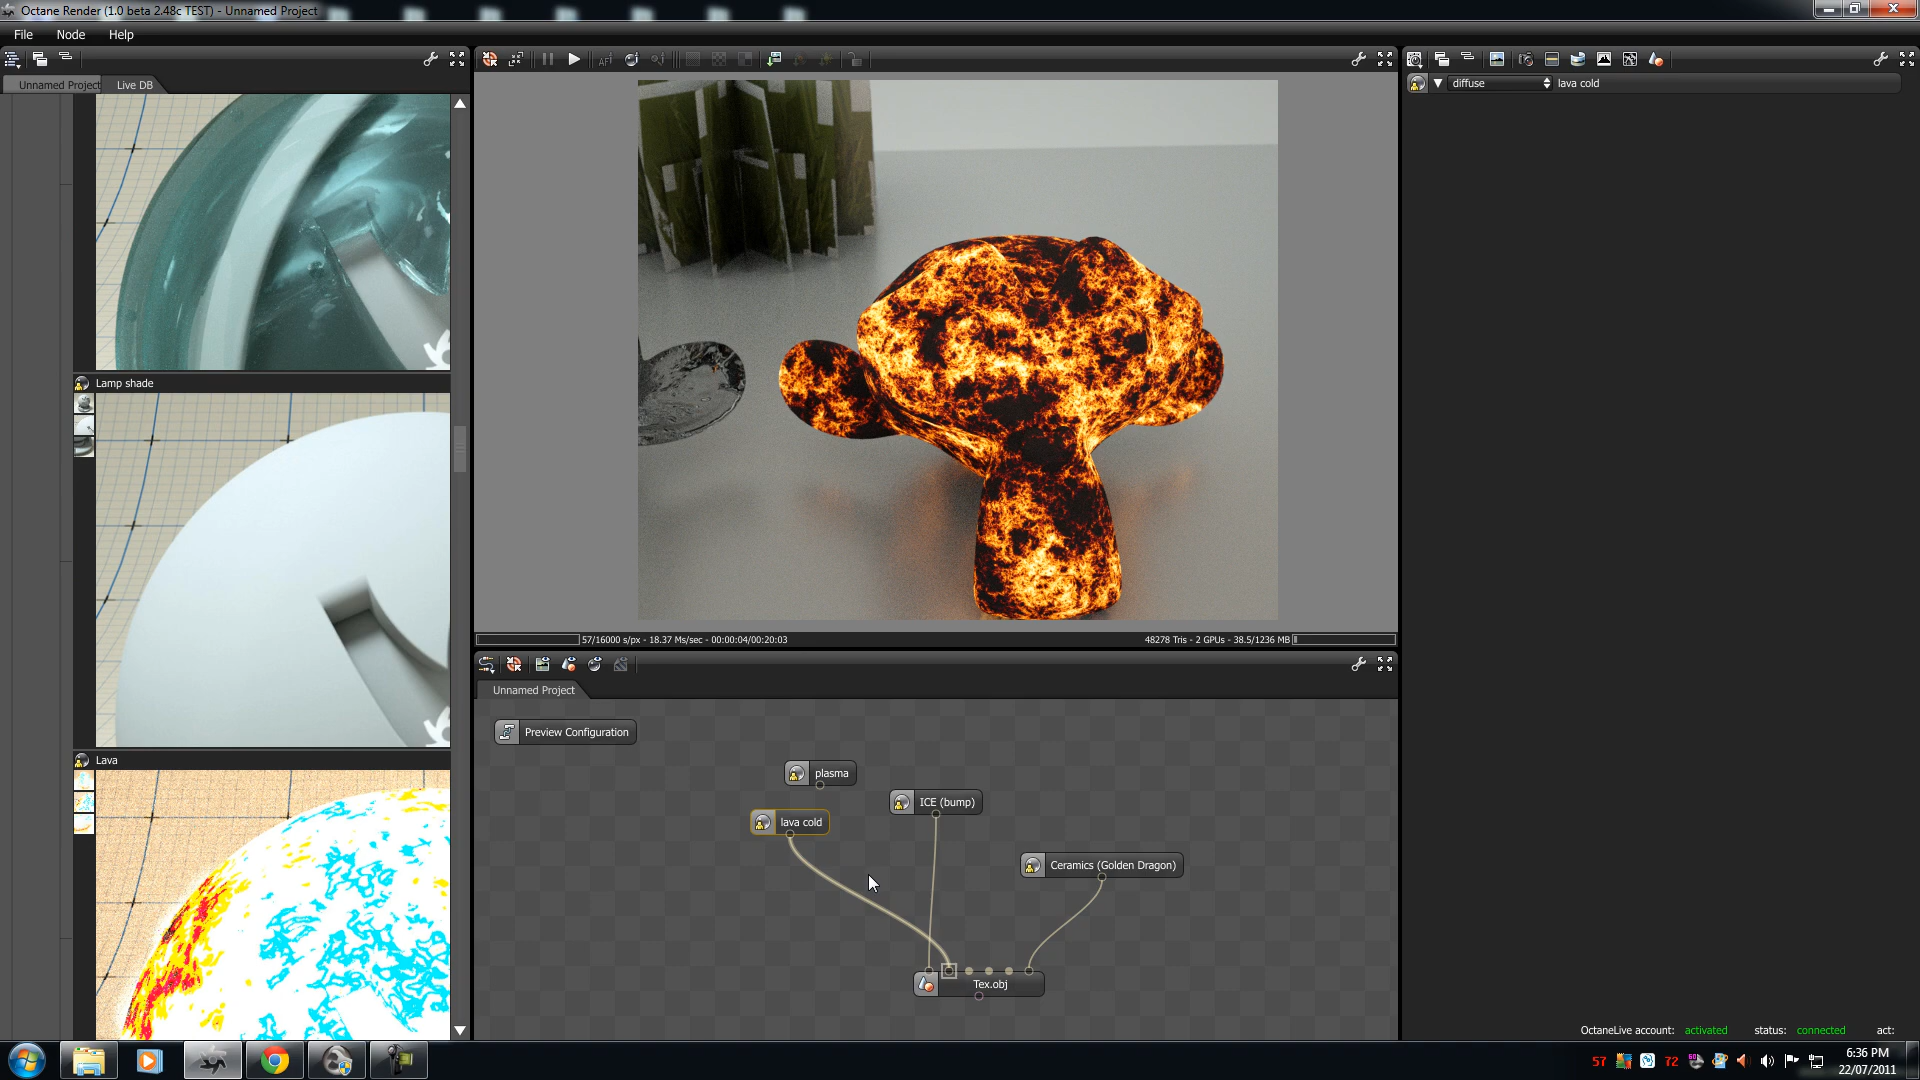 Octane Render (1.0 beta 2.48c TEST) - Unnamed Project
File Node Help
Unnamed Project Live DB
diffuse lava cold
Lamp shade
Lava
57/16000 s/px - 18.37 Ms/sec - 00:00:04/00:20:03
48278 Tris - 2 GPUs - 38.5/1236 MB
Unnamed Project
Preview Configuration
plasma
ICE (bump)
lava cold
Ceramics (Golden Dragon)
Tex.obj
OctaneLive account: activated status: connected act:
57 72
6:36 PM
22/07/2011